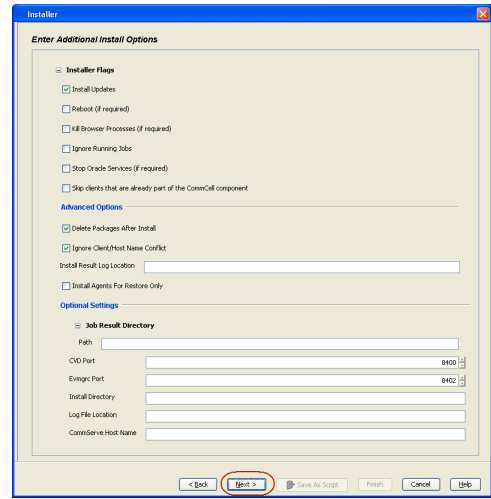 Installer
Enter Additional Install Options
Installer Flags
Install Updates
Reboot (if required)
Kill Browser Processes (if required)
Ignore Running Jobs
Stop Oracle Services (if required)
Skip clients that are already part of the CommCell component
Advanced Options
Delete Packages After Install
Ignore Client/Host Name Conflict
Install Result Log Location
Install Agents For Restore Only
Optional Settings
Job Result Directory
Path
CVD Port 8400
Evmgrc Port 8402
Install Directory
Log File Location
CommServe Host Name
< Back Next > Save As Script Finish Cancel Help